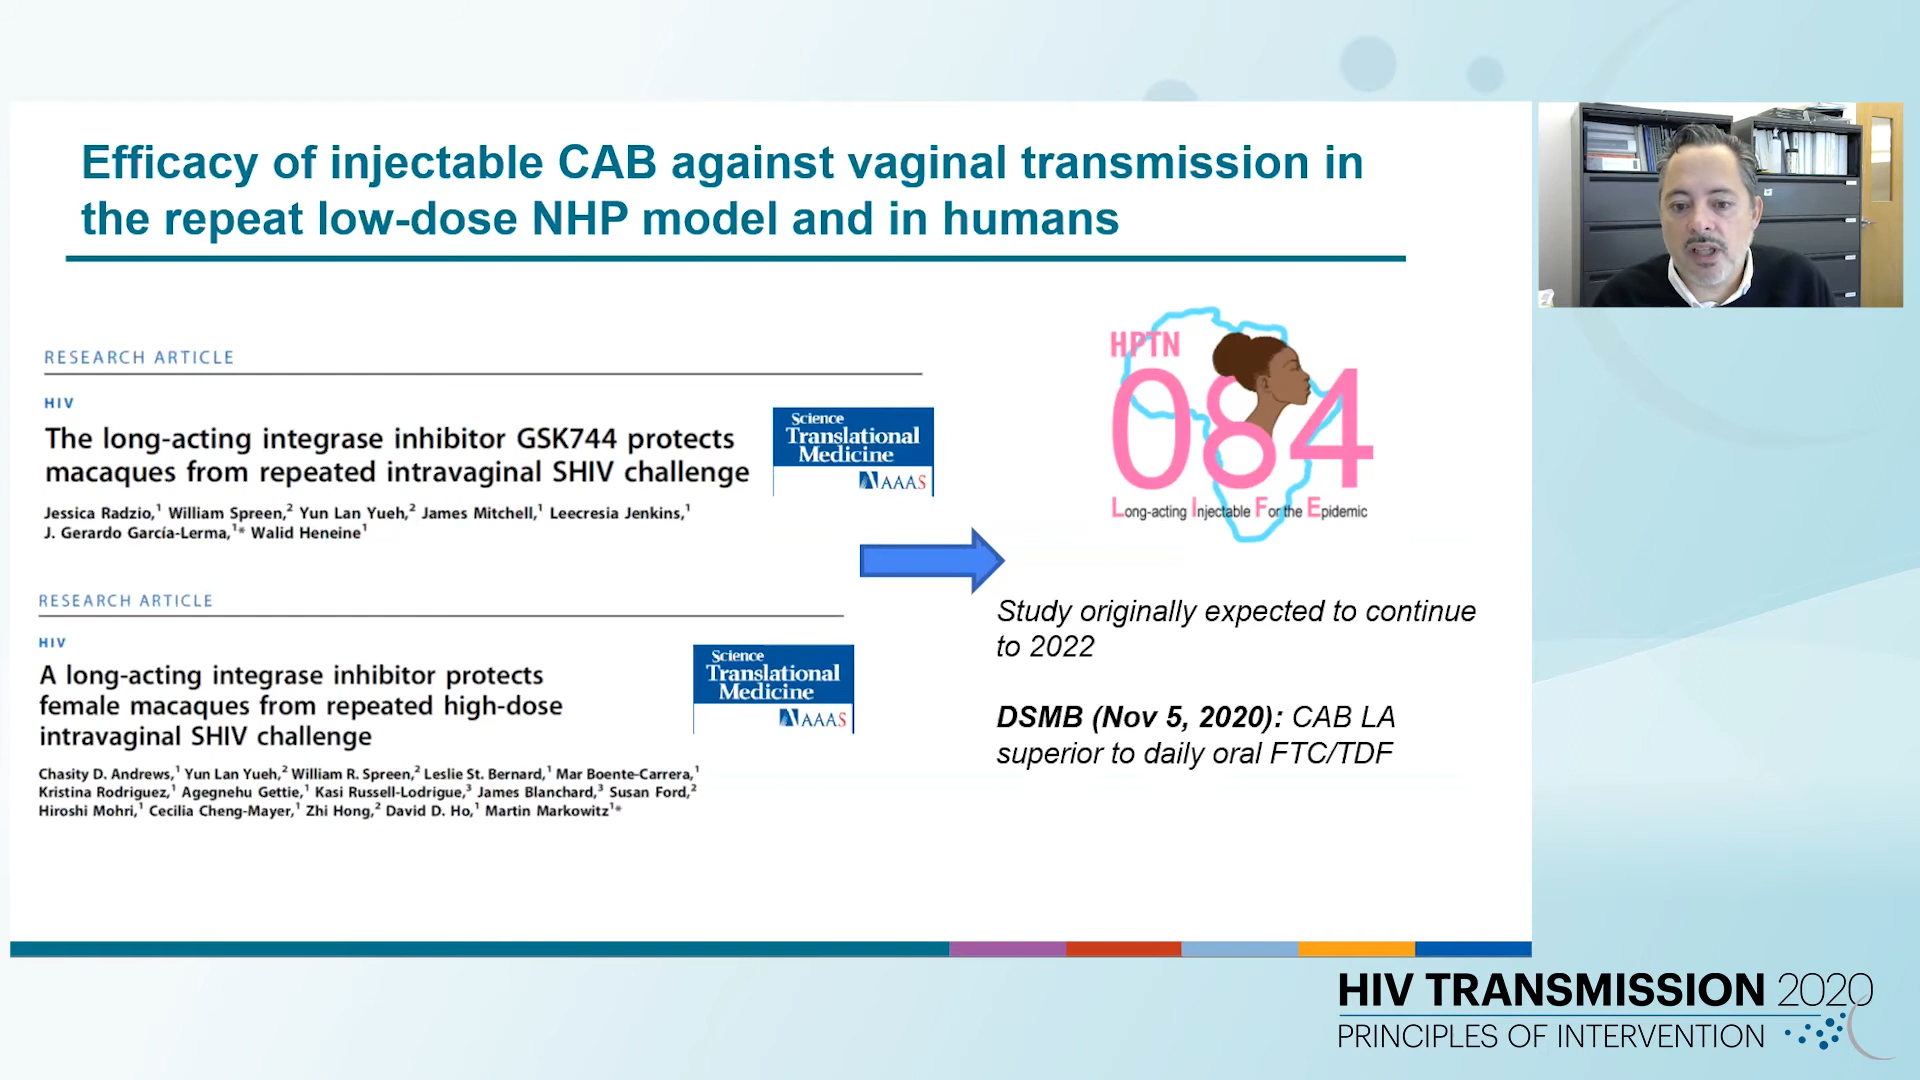 Efficacy of injectable CAB against vaginal transmission in
the repeat low-dose NHP model and in humans
RESEARCH ARTICLE
HIV
The long-acting integrase inhibitor GSK744 protects
macaques from repeated intravaginal SHIV challenge
Jessica Radzio,¹ William Spreen,² Yun Lan Yueh,² James Mitchell,¹ Leecresia Jenkins,¹
J. Gerardo García-Lerma,¹* Walid Heneine¹
Science
Translational
Medicine
AAAS
RESEARCH ARTICLE
HIV
A long-acting integrase inhibitor protects
female macaques from repeated high-dose
intravaginal SHIV challenge
Chasity D. Andrews,¹ Yun Lan Yueh,² William R. Spreen,² Leslie St. Bernard,¹ Mar Boente-Carrera,¹
Kristina Rodriguez,¹ Agegnehu Gettie,¹ Kasi Russell-Lodrigue,³ James Blanchard,³ Susan Ford,²
Hiroshi Mohri,¹ Cecilia Cheng-Mayer,¹ Zhi Hong,² David D. Ho,¹ Martin Markowitz¹*
Science
Translational
Medicine
AAAS
HPTN
084
Long-acting Injectable For the Epidemic
Study originally expected to continue
to 2022
DSMB (Nov 5, 2020): CAB LA
superior to daily oral FTC/TDF
HIV TRANSMISSION 2020
PRINCIPLES OF INTERVENTION